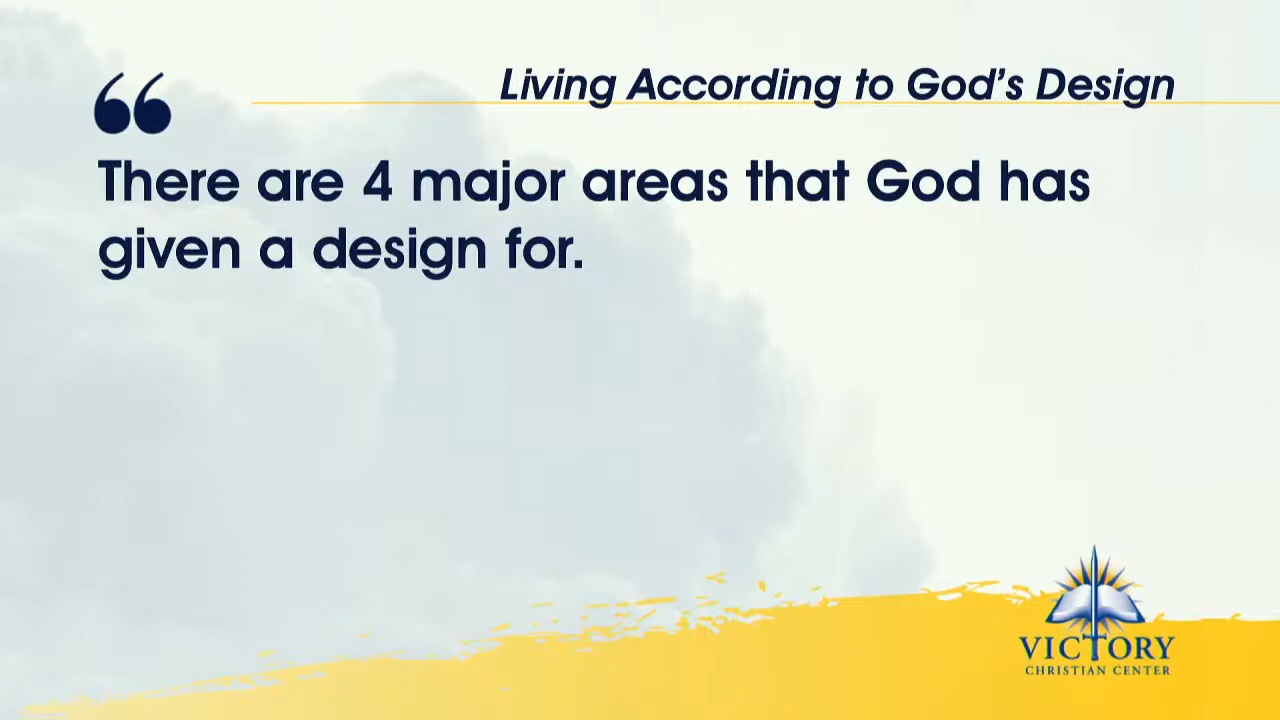 Living According to God's Design
There are 4 major areas that God has
given a design for.
VICTORY
CHRISTIAN CENTER